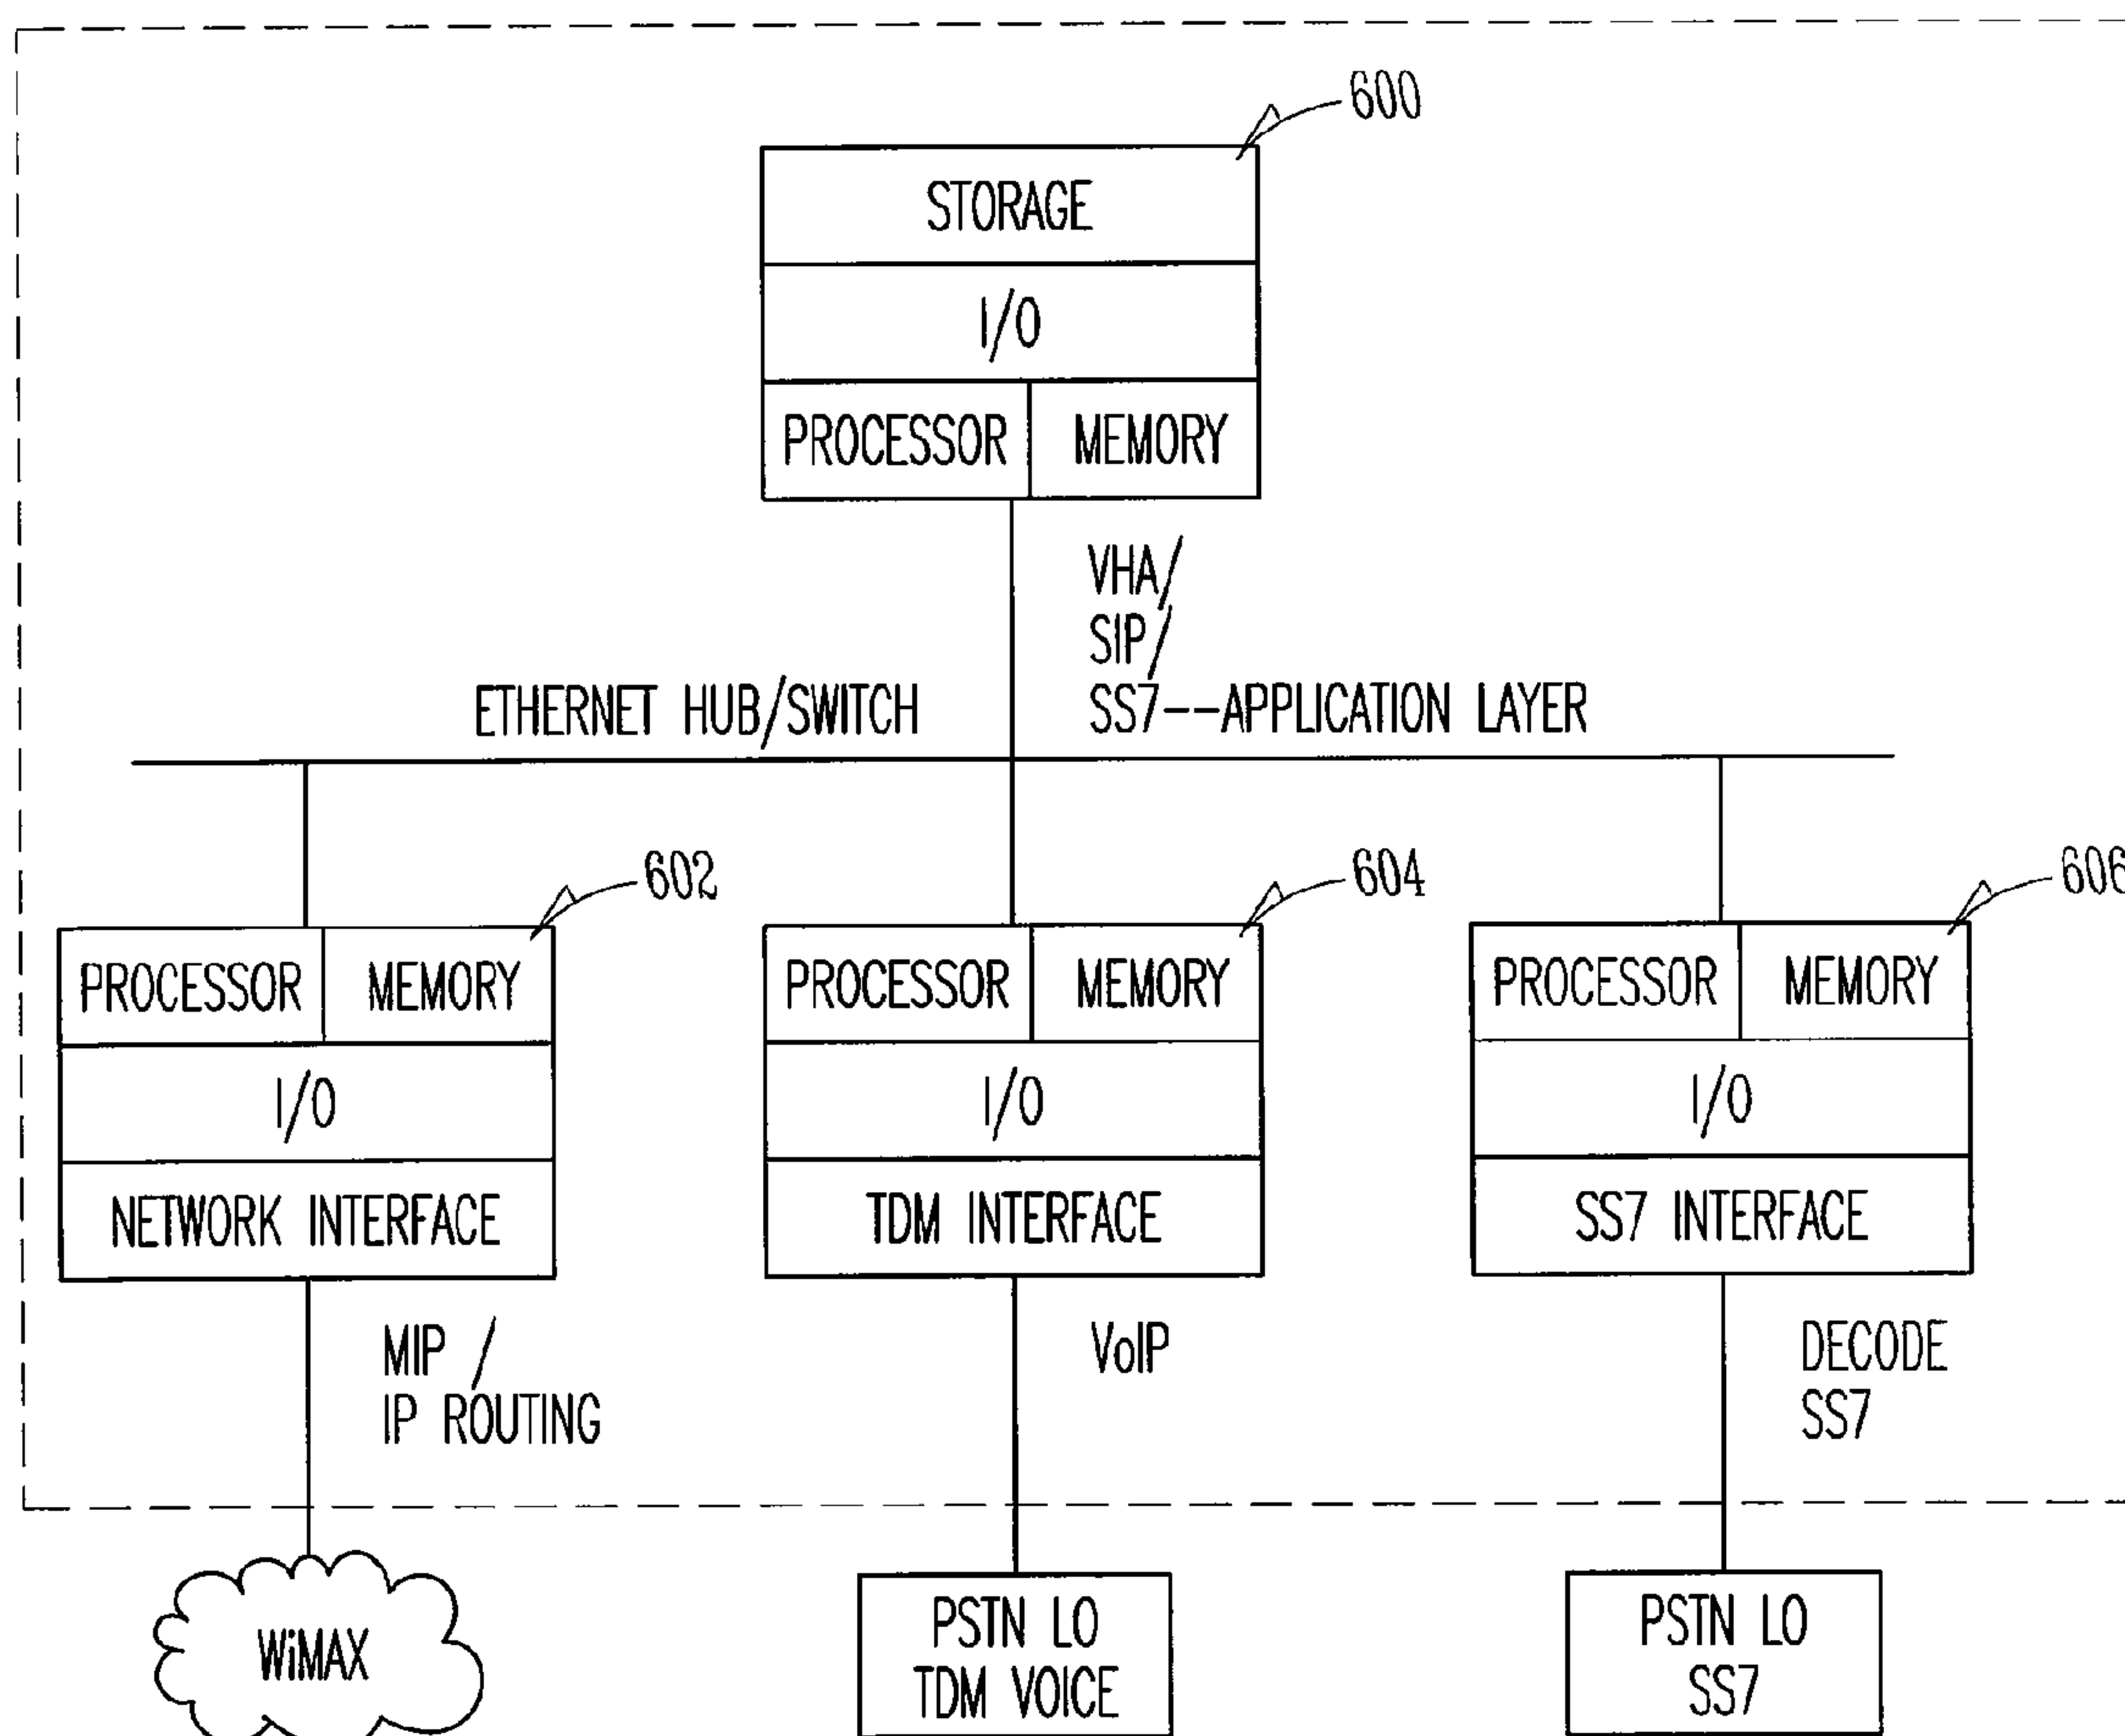 600
STORAGE
I/O
PROCESSOR MEMORY
VHA/
SIP/
ETHERNET HUB/SWITCH SS7--APPLICATION LAYER
602 604 606
PROCESSOR MEMORY PROCESSOR MEMORY PROCESSOR MEMORY
I/O I/O I/O
NETWORK INTERFACE TDM INTERFACE SS7 INTERFACE
MIP / VoIP DECODE
IP ROUTING SS7
WiMAX
PSTN LO
TDM VOICE
PSTN LO
SS7